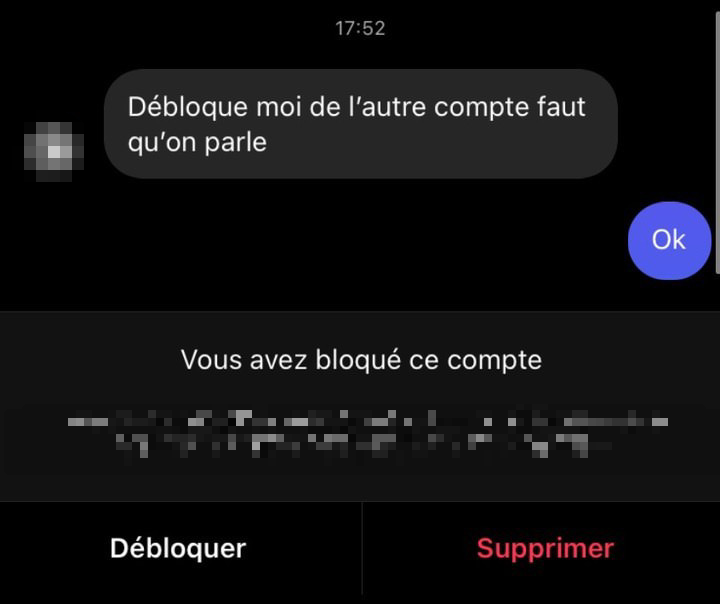 17:52
Débloque moi de l’autre compte faut
qu’on parle
Ok
Vous avez bloqué ce compte
Débloquer
Supprimer